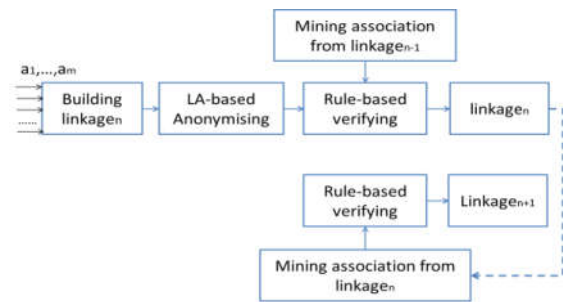 Mining association
from linkagen-1
a1,...,am
......
Building
linkagen
LA-based
Anonymising
Rule-based
verifying
linkagen
Rule-based
verifying
Linkagen+1
Mining association from
linkagen